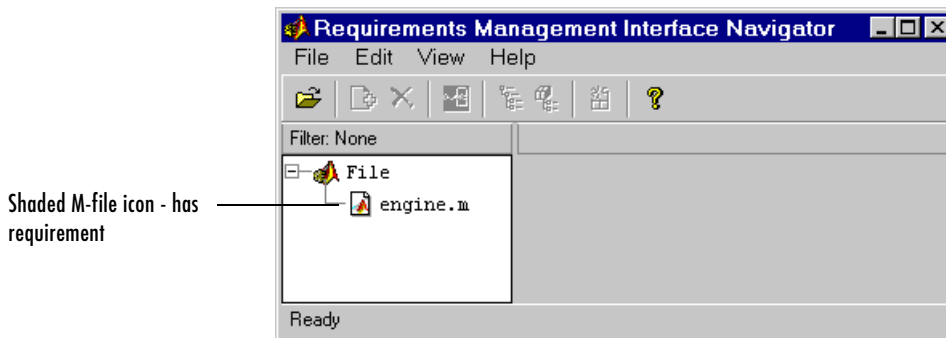 Requirements Management Interface Navigator
File Edit View Help
Filter: None
File
engine.m
Shaded M-file icon - has
requirement
Ready